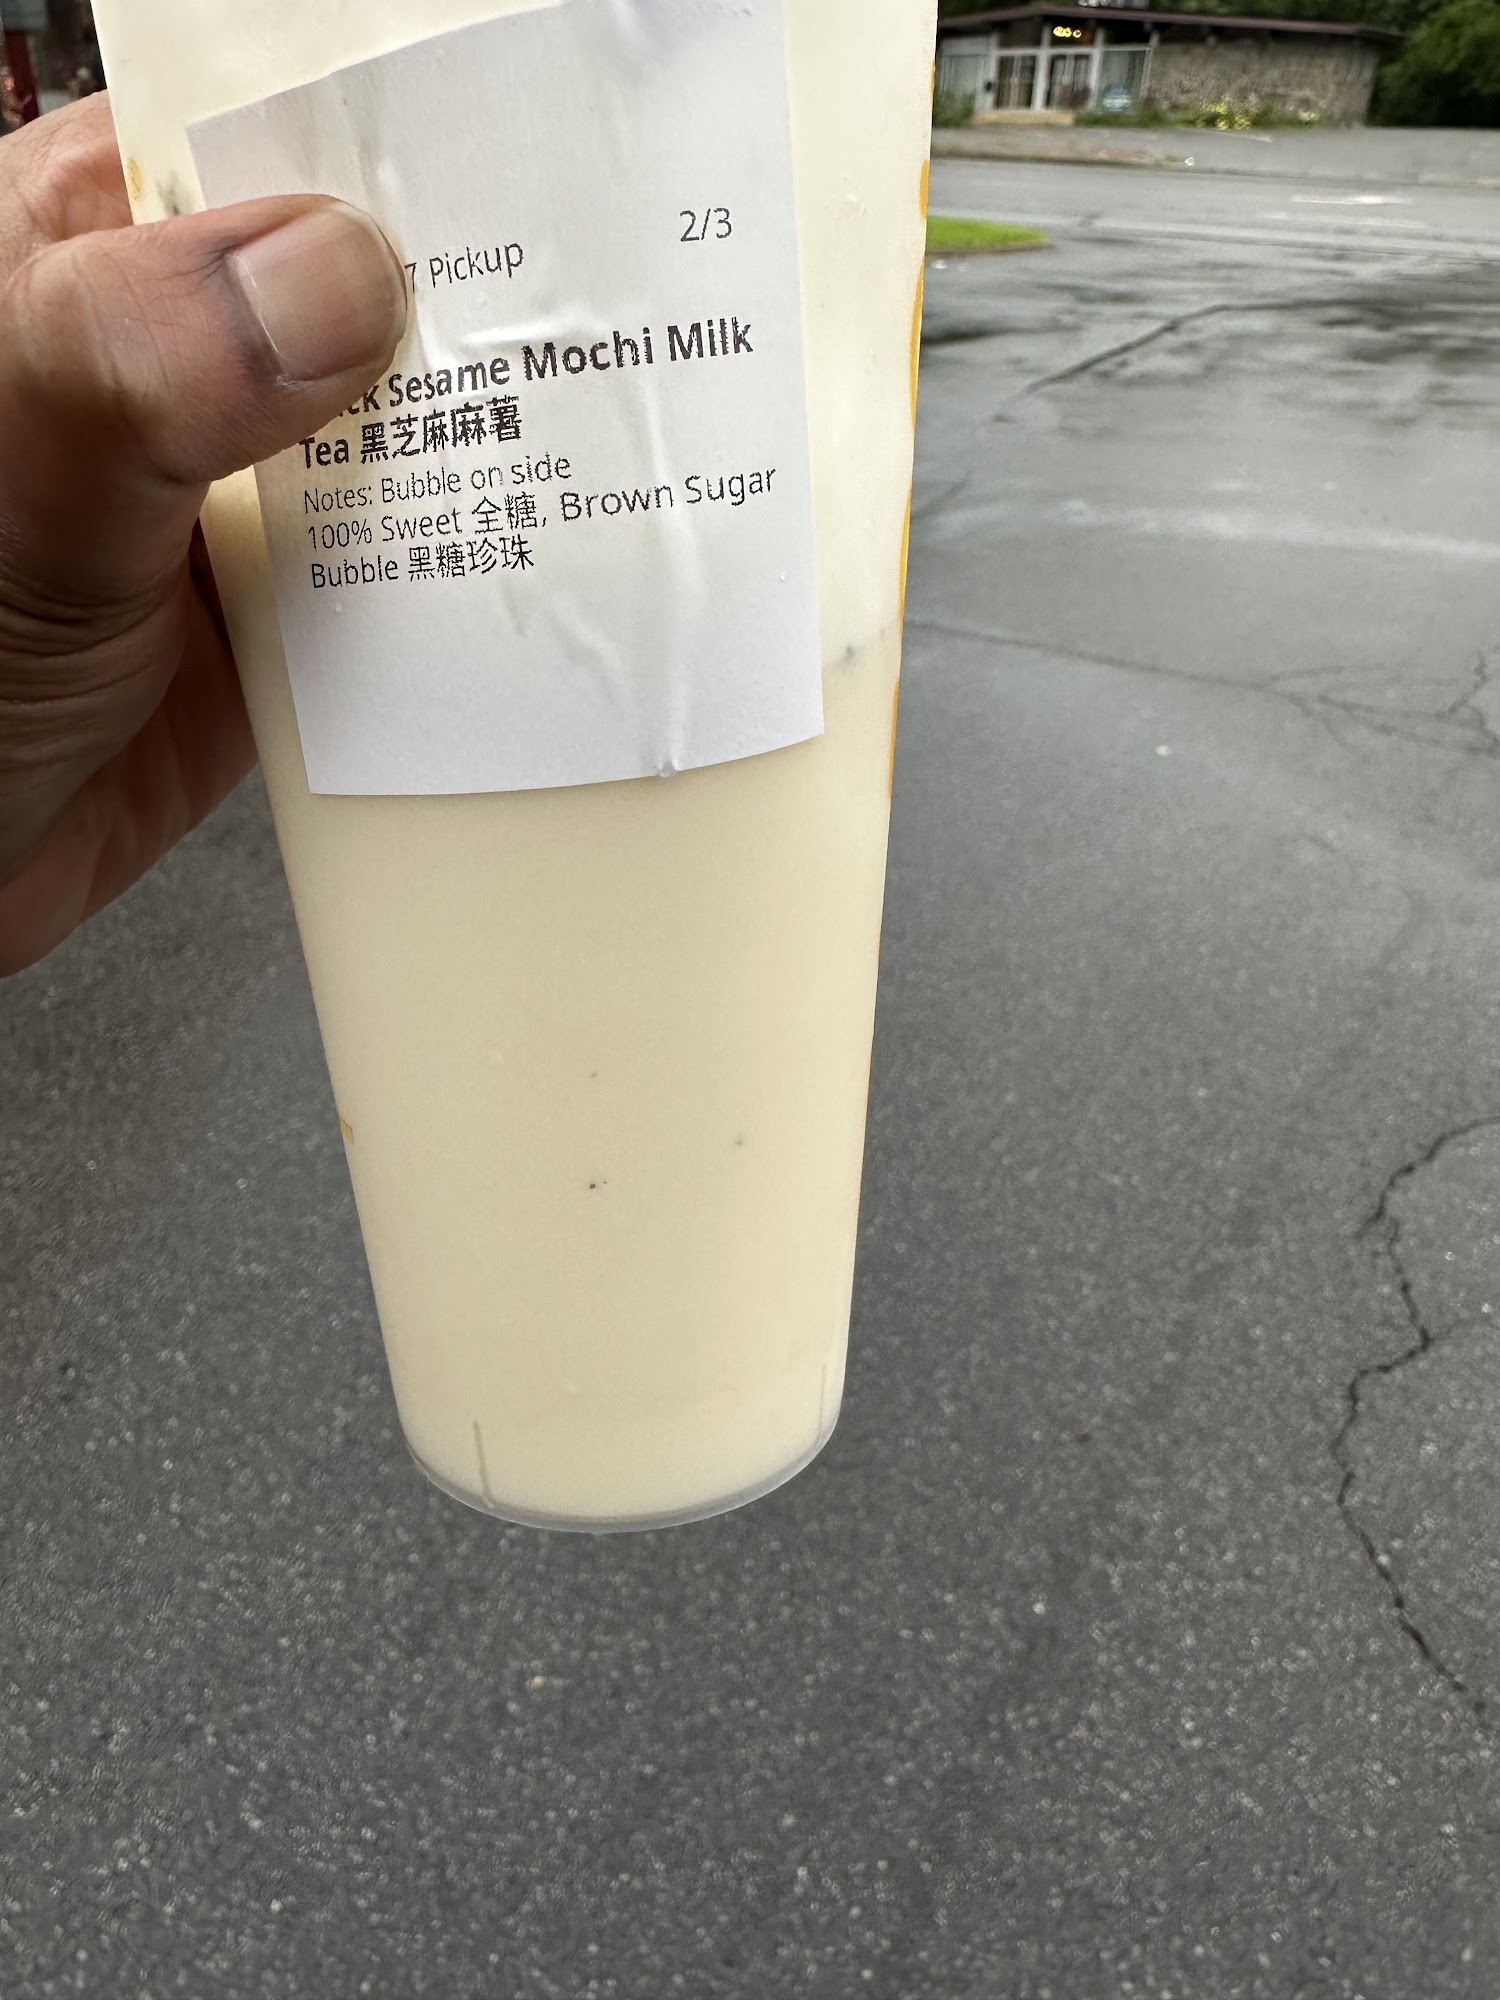 2/3
7 Pickup
Sesame Mochi Milk
Tea 黑芝麻麻薯
Notes: Bubble on side
100% Sweet 全糖, Brown Sugar
Bubble 黑糖珍珠